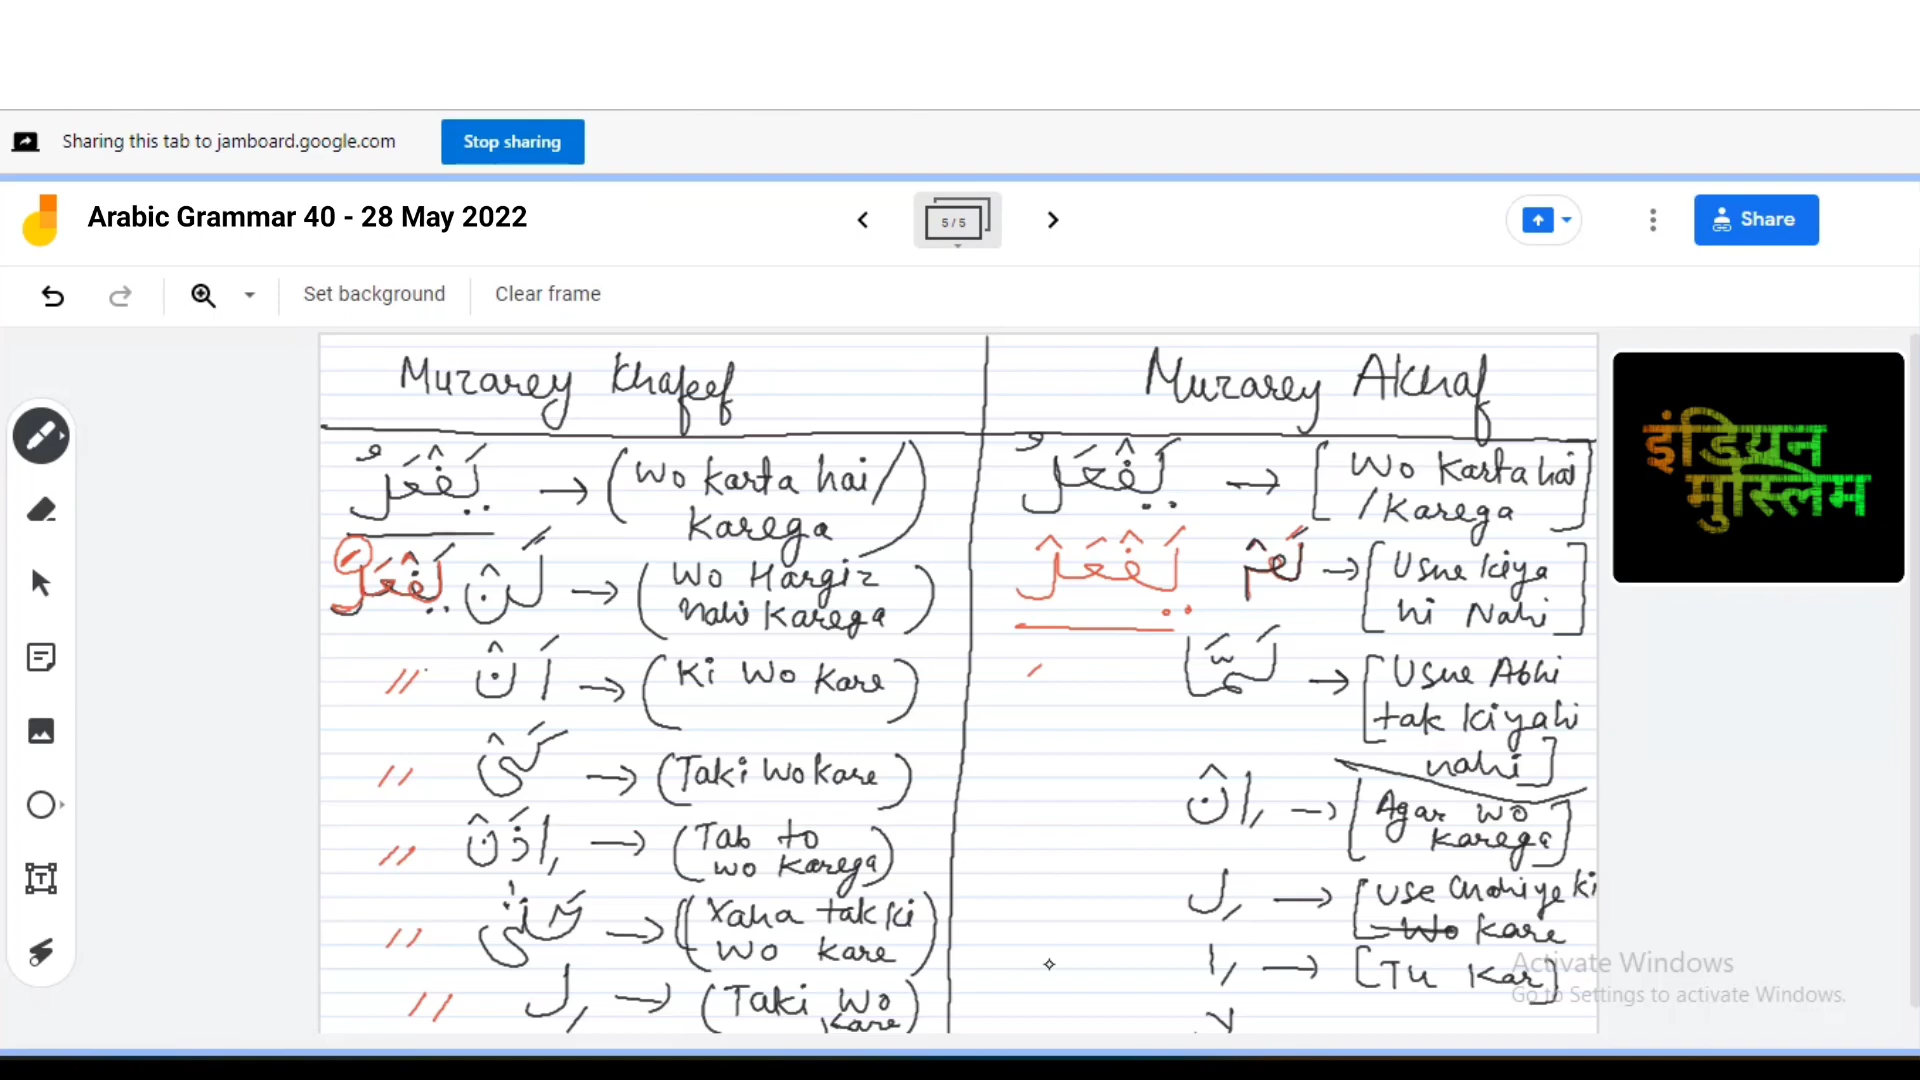 Sharing this tab to jamboard.google.com
Stop sharing
Arabic Grammar 40 - 28 May 2022
5 / 5
Share
Set background
Clear frame
Muzarey Khafeef
يَفْعَلُ → (Wo karta hai/
Karega)
لَنْ يَفْعَلَ → (Wo Hargiz
Nahi Karega)
// اَنْ → (Ki Wo Kare)
// كَىْ → (Taki Wo kare)
// اِذَنْ → (Tab to
wo karega)
// حَتّٰى → (Yaha tak ki
wo kare)
// لِ → (Taki Wo
kare)
Muzarey Akhaf
يَفْعَلُ → [Wo Karta hai
/Karega]
لَمْ يَفْعَلْ → [Usne kiya
hi Nahi]
لَمَّا → [Usne Abhi
tak kiyahi
nahi]
اِنْ → [Agar wo
karega]
لِ → [Use Chahiye ki
Wo Kare
اِ → [Tu Kar]
इंडियन
मुस्लिम
Activate Windows
Go to Settings to activate Windows.